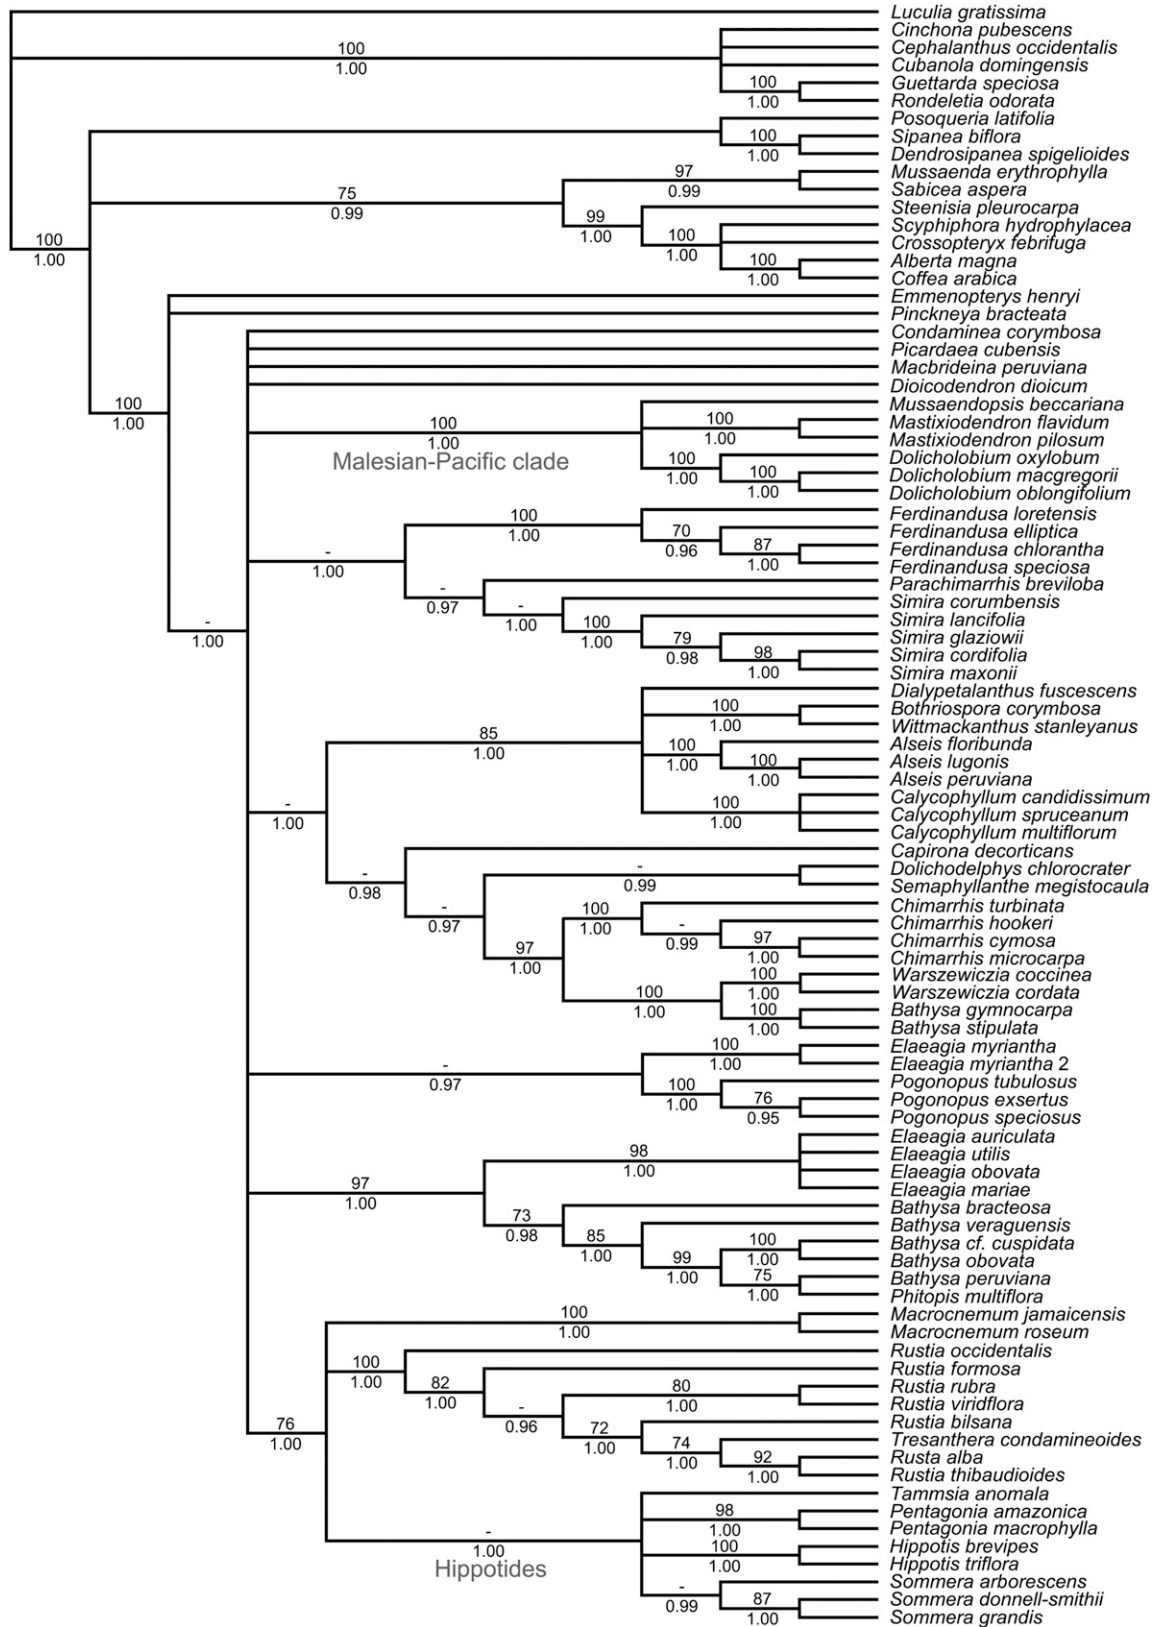 Luculia gratissima
Cinchona pubescens
100
Cephalanthus occidentalis
1.00
Cubanola domingensis
100
Guettarda speciosa
1.00
Rondeletia odorata
Posoqueria latifolia
100
Sipanea biflora
1.00
Dendrosipanea spigelioides
97
Mussaenda erythrophylla
0.99
Sabicea aspera
75
0.99
Steenisia pleurocarpa
99
1.00
Scyphiphora hydrophylacea
100
1.00
Crossopteryx febrifuga
100
1.00
Alberta magna
100
1.00
Coffea arabica
Emmenopterys henryi
Pinckneya bracteata
Condaminea corymbosa
Picardaea cubensis
Macbrideina peruviana
Dioicodendron dioicum
100
1.00
Mussaendopsis beccariana
100
1.00
Mastixiodendron flavidum
100
1.00
Mastixiodendron pilosum
Malesian-Pacific clade
Dolicholobium oxylobum
100
1.00
Dolicholobium macgregorii
100
1.00
Dolicholobium oblongifolium
100
1.00
Ferdinandusa loretensis
Ferdinandusa elliptica
70
0.96
Ferdinandusa chlorantha
87
1.00
Ferdinandusa speciosa
-
1.00
Parachimarrhis breviloba
-
0.97
Simira corumbensis
-
1.00
Simira lancifolia
100
1.00
Simira glaziowii
79
0.98
Simira cordifolia
98
1.00
Simira maxonii
-
1.00
Dialypetalanthus fuscescens
100
1.00
Bothriospora corymbosa
Wittmackanthus stanleyanus
85
1.00
Alseis floribunda
100
1.00
Alseis lugonis
100
1.00
Alseis peruviana
Calycophyllum candidissimum
100
1.00
Calycophyllum spruceanum
Calycophyllum multiflorum
-
1.00
Capirona decorticans
-
0.98
Dolichodelphys chlorocrater
-
0.99
Semaphyllanthe megistocaula
-
0.97
Chimarrhis turbinata
100
1.00
Chimarrhis hookeri
-
0.99
Chimarrhis cymosa
97
1.00
Chimarrhis microcarpa
97
1.00
Warszewiczia coccinea
100
1.00
Warszewiczia cordata
100
1.00
Bathysa gymnocarpa
100
1.00
Bathysa stipulata
Elaeagia myriantha
100
1.00
Elaeagia myriantha 2
-
0.97
Pogonopus tubulosus
100
1.00
Pogonopus exsertus
76
0.95
Pogonopus speciosus
Elaeagia auriculata
98
1.00
Elaeagia utilis
Elaeagia obovata
97
1.00
Elaeagia mariae
Bathysa bracteosa
73
0.98
Bathysa veraguensis
85
1.00
Bathysa cf. cuspidata
100
1.00
Bathysa obovata
99
1.00
Bathysa peruviana
75
1.00
Phitopis multiflora
Macrocnemum jamaicensis
100
1.00
Macrocnemum roseum
Rustia occidentalis
100
1.00
Rustia formosa
82
1.00
Rustia rubra
80
1.00
Rustia viridflora
-
0.96
Rustia bilsana
72
1.00
Tresanthera condamineoides
74
1.00
Rusta alba
92
1.00
Rustia thibaudioides
76
1.00
Tammsia anomala
Pentagonia amazonica
98
1.00
Pentagonia macrophylla
-
1.00
Hippotis brevipes
100
1.00
Hippotis triflora
Hippotides
Sommera arborescens
-
0.99
Sommera donnell-smithii
87
1.00
Sommera grandis